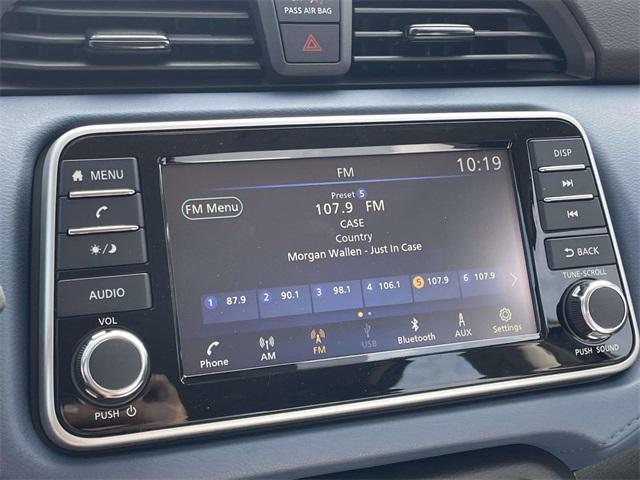 PASS AIR BAG
MENU
AUDIO
VOL
PUSH
FM
10:19
FM Menu
Preset 5
107.9 FM
CASE
Country
Morgan Wallen - Just In Case
1 87.9 2 90.1 3 98.1 4 106.1 5 107.9 6 107.9
Phone AM FM USB Bluetooth AUX Settings
DISP
BACK
TUNE-SCROLL
PUSH SOUND